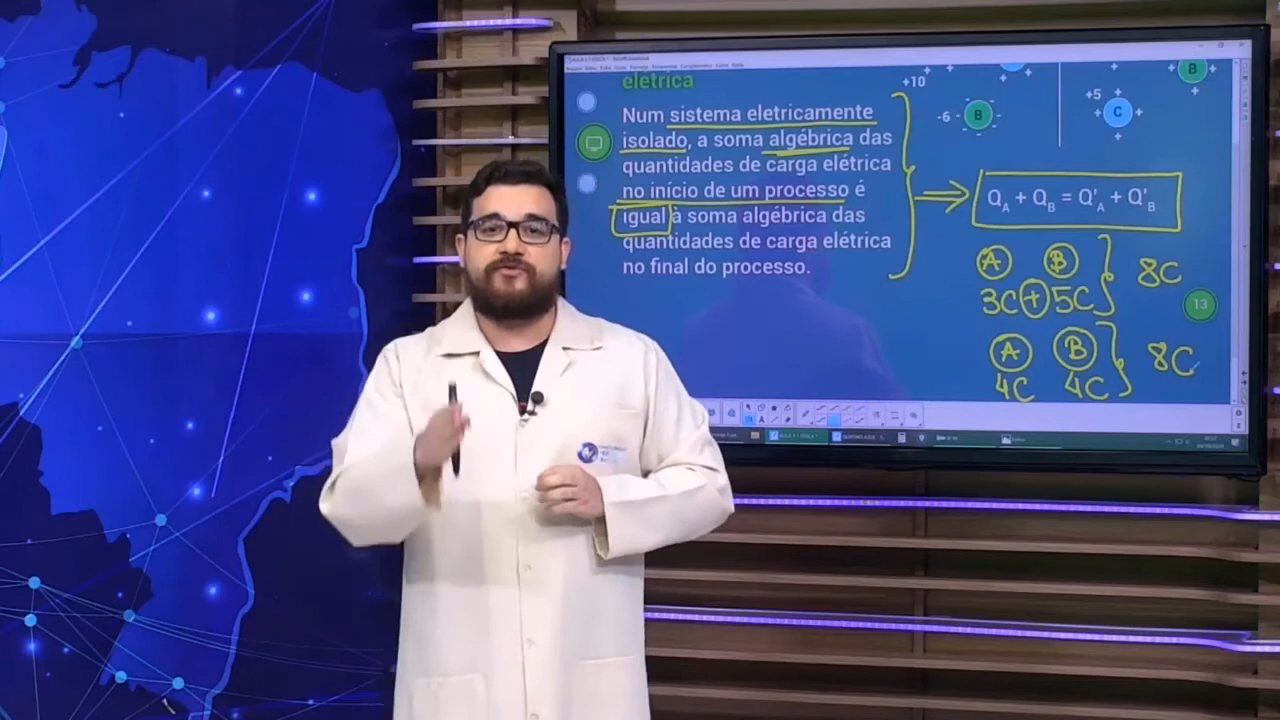 elétrica
Num sistema eletricamente
isolado, a soma algébrica das
quantidades de carga elétrica
no início de um processo é
igual à soma algébrica das
quantidades de carga elétrica
no final do processo.
+10
-6
B
+5
C
B
Q_A + Q_B = Q'_A + Q'_B
A B
3C + 5C 8C
A B
4C 4C 8C
13